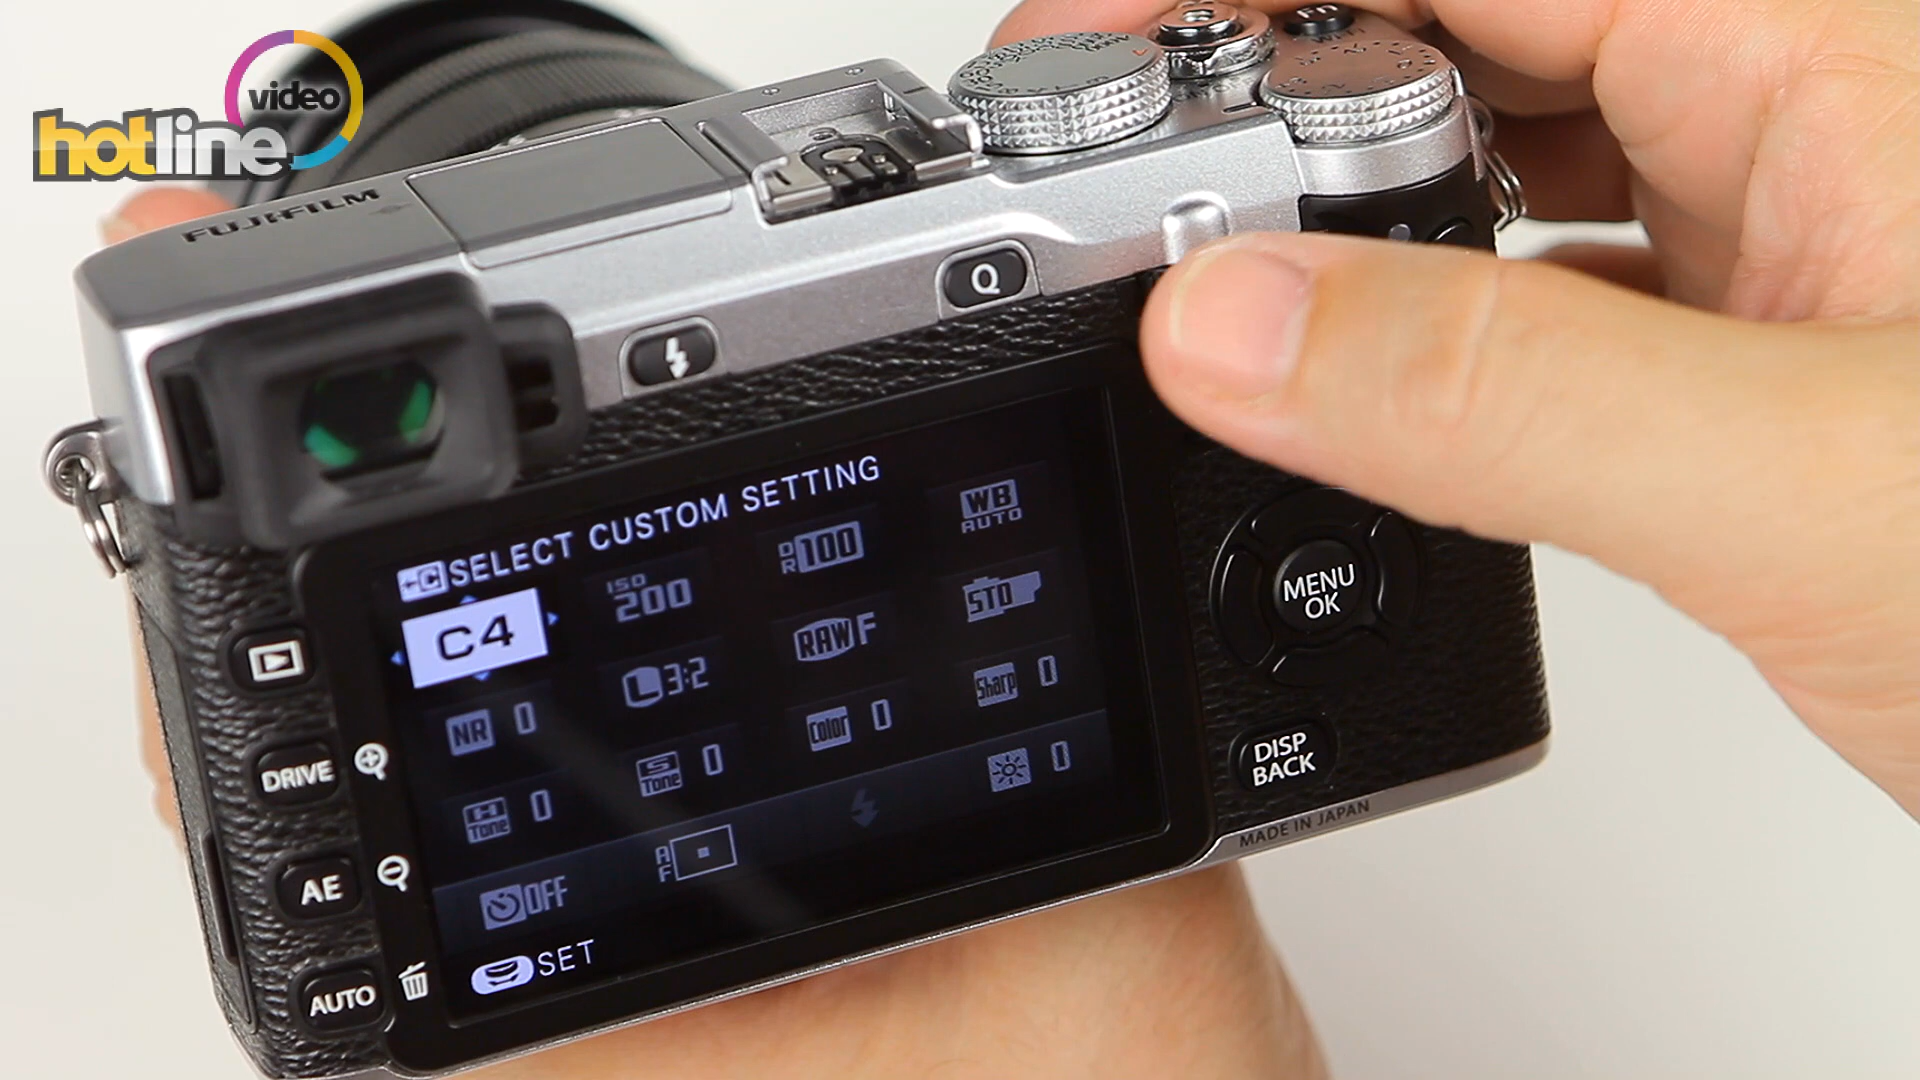 video
hotline
FUJIFILM
Fn
Q
SELECT CUSTOM SETTING
C4
ISO 200
DR 100
WB AUTO
NR 0
L 3:2
RAW F
STD
H Tone 0
S Tone 0
Color 0
Sharp 0
OFF
AF
0
SET
DRIVE
AE
AUTO
MENU
OK
DISP
BACK
MADE IN JAPAN